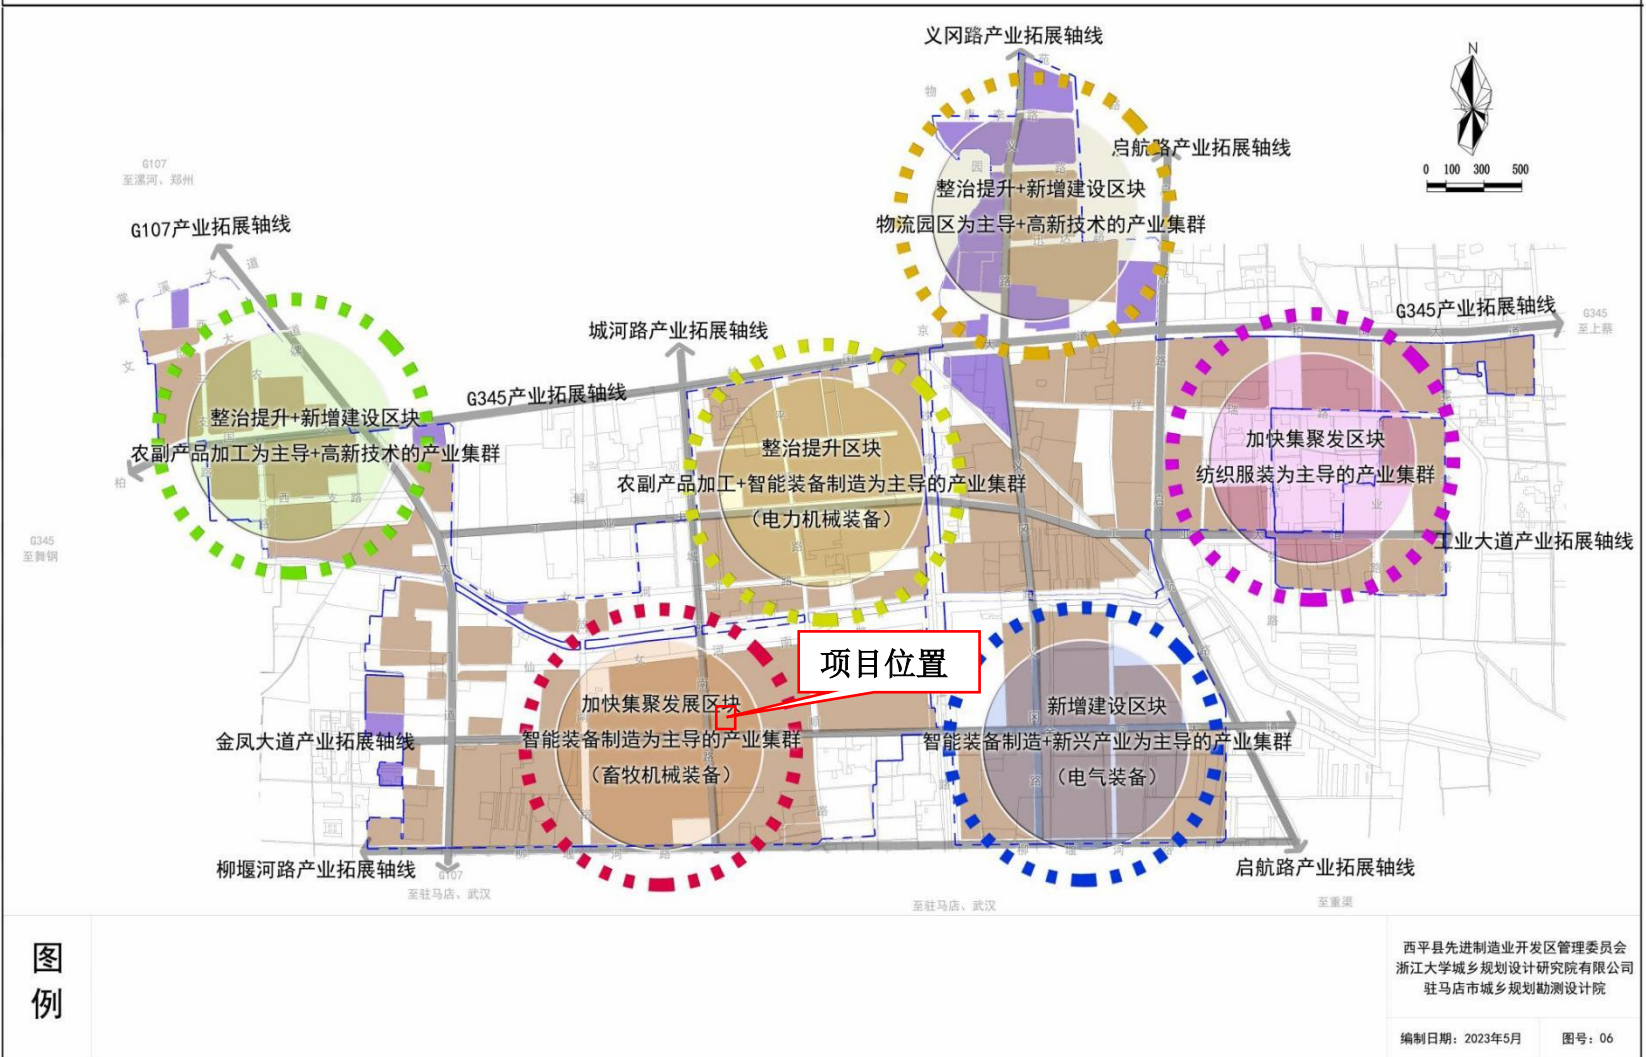 义冈路产业拓展轴线
N
启航路产业拓展轴线
0 100 300 500
G107
至漯河、郑州
整治提升+新增建设区块
物流园区为主导+高新技术的产业集群
G107产业拓展轴线
G345产业拓展轴线
G345
至上蔡
城河路产业拓展轴线
G345产业拓展轴线
整治提升+新增建设区块
农副产品加工为主导+高新技术的产业集群
整治提升区块
农副产品加工+智能装备制造为主导的产业集群
（电力机械装备）
加快集聚发区块
纺织服装为主导的产业集群
G345
至舞钢
工业大道产业拓展轴线
项目位置
加快集聚发展区块
智能装备制造为主导的产业集群
（畜牧机械装备）
新增建设区块
智能装备制造+新兴产业为主导的产业集群
（电气装备）
金凤大道产业拓展轴线
柳堰河路产业拓展轴线
启航路产业拓展轴线
G107
至驻马店、武汉
至驻马店、武汉
至重渠
柳堰河路
柳堰河路
图例
西平县先进制造业开发区管理委员会
浙江大学城乡规划设计研究院有限公司
驻马店市城乡规划勘测设计院
编制日期：2023年5月
图号：06